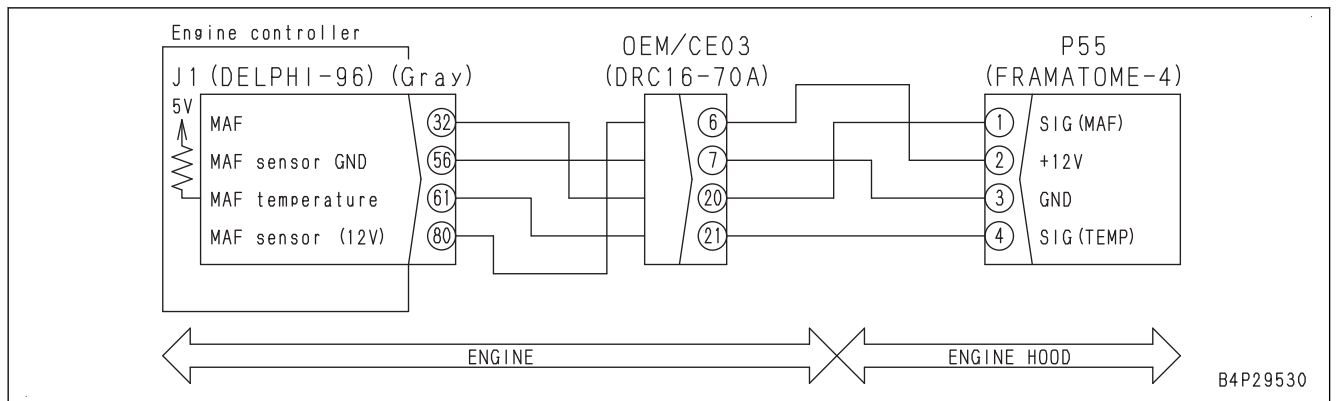 Engine controller
J1 (DELPHI-96) (Gray)
OEM/CE03
(DRC16-70A)
P55
(FRAMATOME-4)
5V
MAF 32 6 1 SIG (MAF)
MAF sensor GND 56 7 2 +12V
MAF temperature 61 20 3 GND
MAF sensor (12V) 80 21 4 SIG (TEMP)
ENGINE ENGINE HOOD
B4P29530